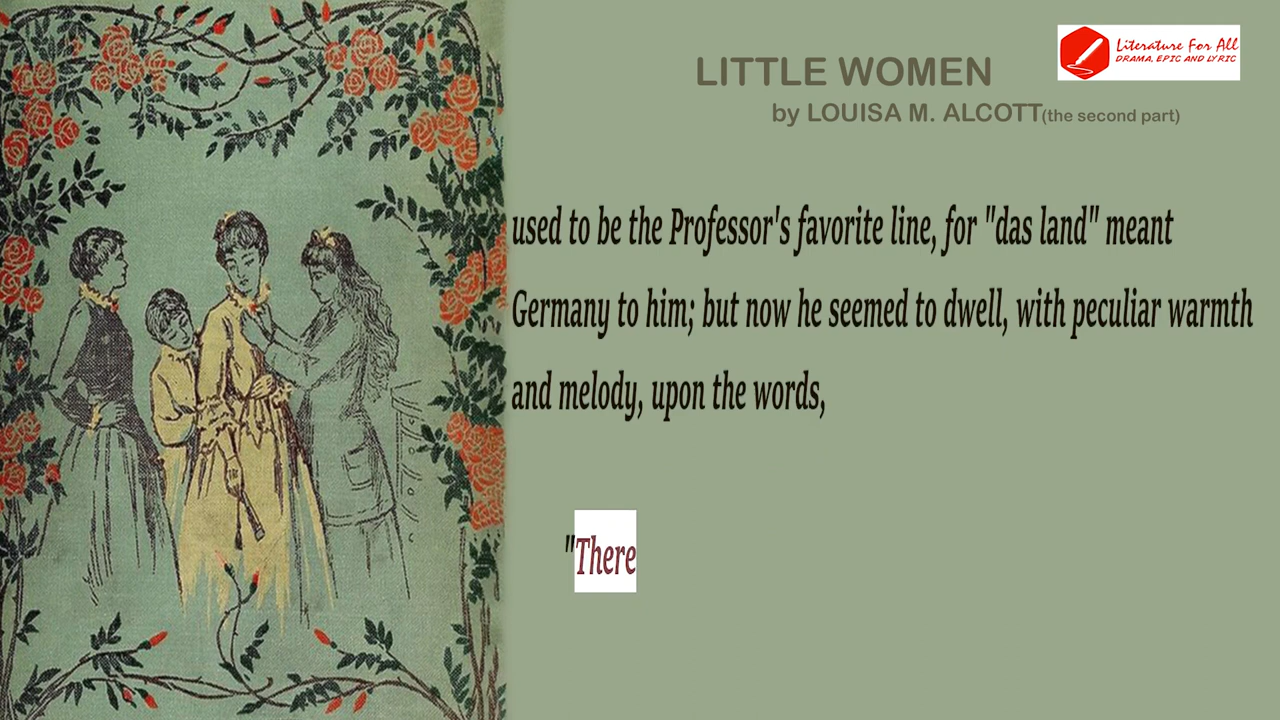 LITTLE WOMEN
by LOUISA M. ALCOTT(the second part)
Literature For All
DRAMA, EPIC AND LYRIC
used to be the Professor's favorite line, for "das land" meant
Germany to him; but now he seemed to dwell, with peculiar warmth
and melody, upon the words,
"There